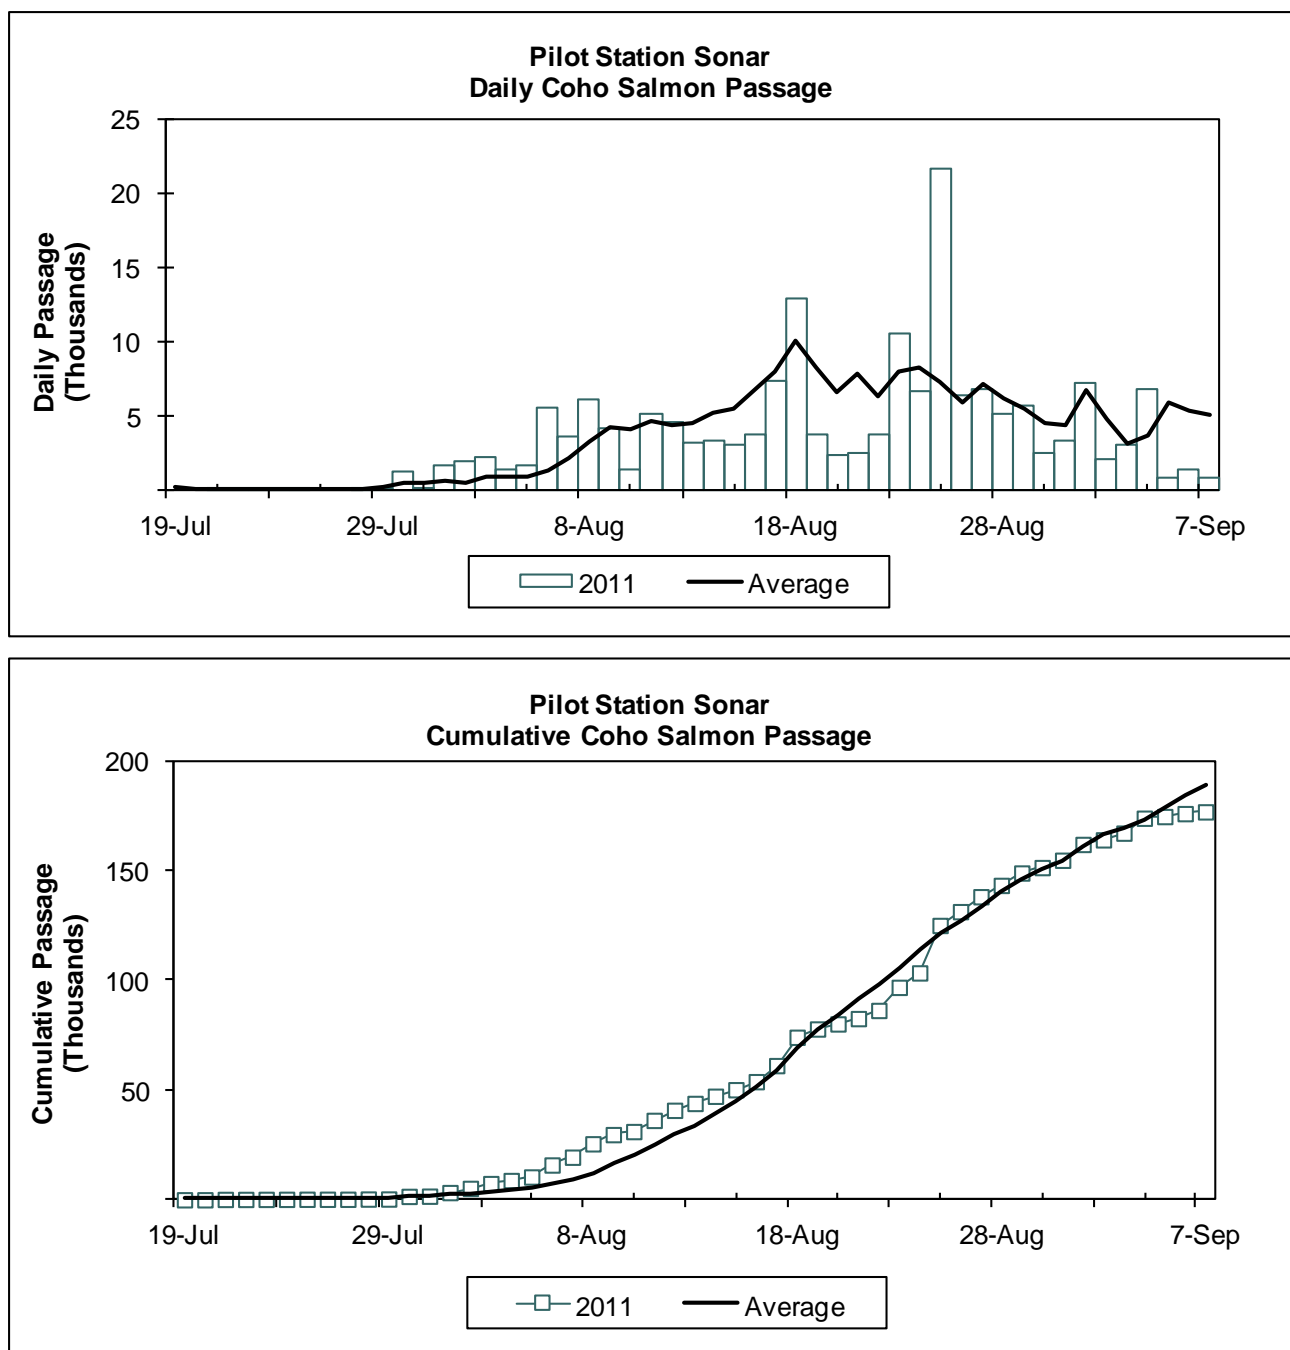 Pilot Station Sonar
Daily Coho Salmon Passage
Daily Passage
(Thousands)
25
20
15
10
5
19-Jul 29-Jul 8-Aug 18-Aug 28-Aug 7-Sep
2011 Average
Pilot Station Sonar
Cumulative Coho Salmon Passage
Cumulative Passage
(Thousands)
200
150
100
50
19-Jul 29-Jul 8-Aug 18-Aug 28-Aug 7-Sep
2011 Average